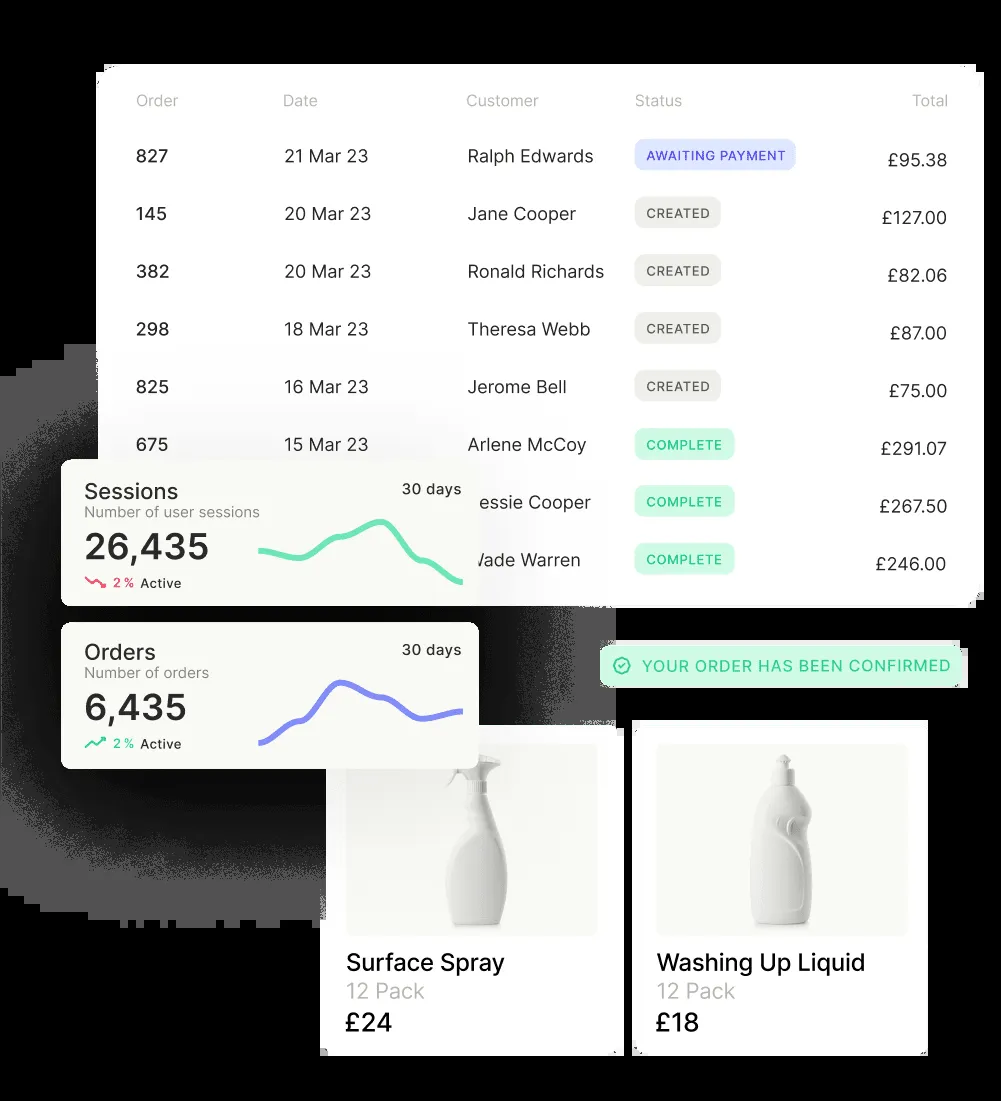 Order Date Customer Status Total
827 21 Mar 23 Ralph Edwards AWAITING PAYMENT £95.38
145 20 Mar 23 Jane Cooper CREATED £127.00
382 20 Mar 23 Ronald Richards CREATED £82.06
298 18 Mar 23 Theresa Webb CREATED £87.00
825 16 Mar 23 Jerome Bell CREATED £75.00
675 15 Mar 23 Arlene McCoy COMPLETE £291.07
Cooper COMPLETE £267.50
Warren COMPLETE £246.00
Sessions 30 days
Number of user sessions
26,435
2% Active
Orders 30 days
Number of orders
6,435
2% Active
YOUR ORDER HAS BEEN CONFIRMED
Surface Spray
12 Pack
£24
Washing Up Liquid
12 Pack
£18